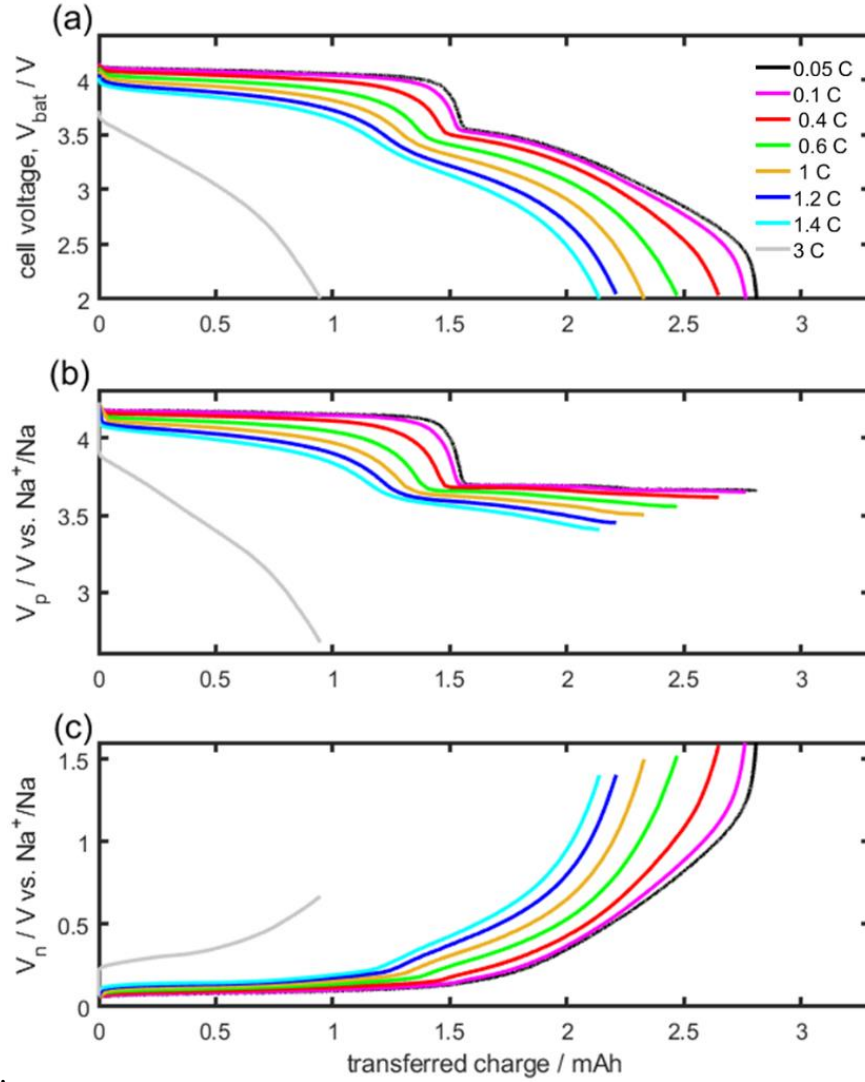 (a)
cell voltage, V_bat / V
4
3.5
3
2.5
2
0 0.5 1 1.5 2 2.5 3
0.05 C
0.1 C
0.4 C
0.6 C
1 C
1.2 C
1.4 C
3 C
(b)
V_p / V vs. Na⁺/Na
4
3.5
3
0 0.5 1 1.5 2 2.5 3
(c)
V_n / V vs. Na⁺/Na
1.5
1
0.5
0
0 0.5 1 1.5 2 2.5 3
transferred charge / mAh